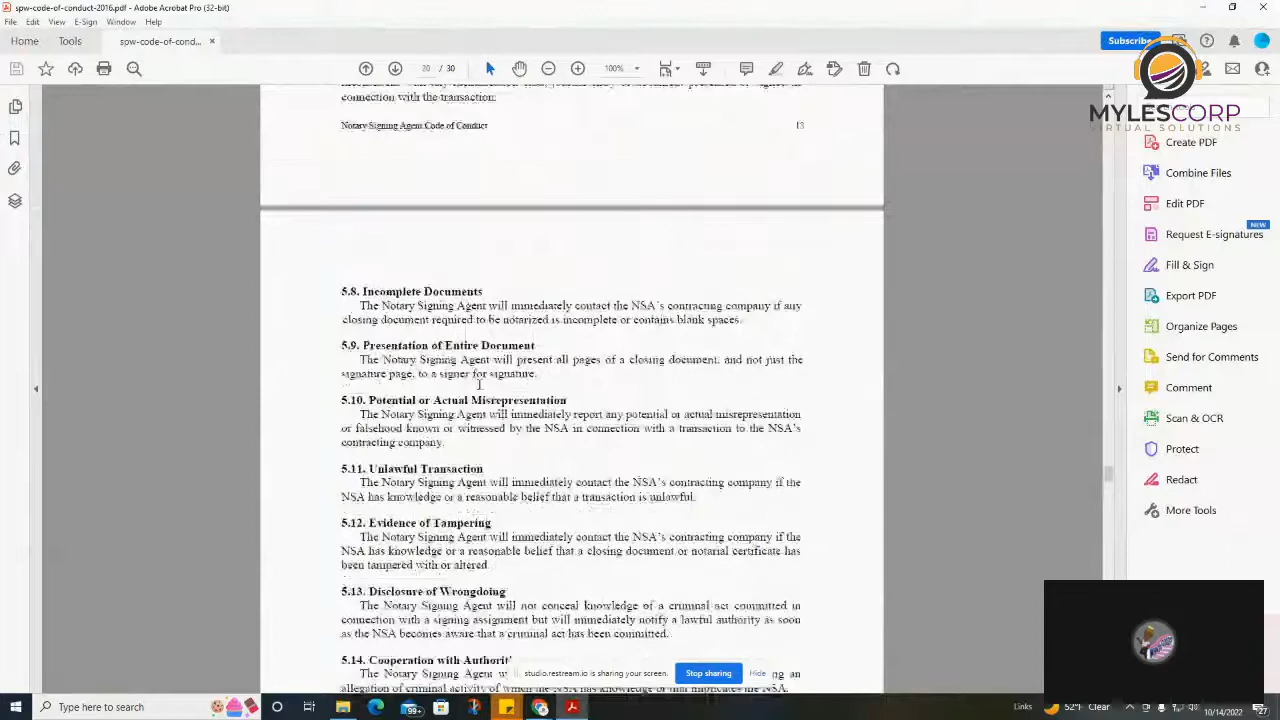 spw-code-of-conduct-2016.pdf - Adobe Acrobat Pro (32-bit)
File Edit View E-Sign Window Help
Home Tools spw-code-of-cond... × Subscribe
20 / 30 100%
connection with the transaction.
Notary Signing Agent Code of Conduct 13
MYLESCORP
VIRTUAL SOLUTIONS
Create PDF
Combine Files
Edit PDF
NEW
Request E-signatures
Fill & Sign
Export PDF
Organize Pages
Send for Comments
Comment
Scan & OCR
Protect
Redact
More Tools
5.8. Incomplete Documents
The Notary Signing Agent will immediately contact the NSA's contracting company if any
closing document required to be notarized is incomplete or contains blank spaces.
5.9. Presentation of Entire Document
The Notary Signing Agent will present all pages of a closing document, and not just the
signature page, to a signer for signature.
5.10. Potential or Actual Misrepresentation
The Notary Signing Agent will immediately report any potential or actual misrepresentation
or falsehood known or witnessed by the NSA in connection with a transaction to the NSA's
contracting company.
5.11. Unlawful Transaction
The Notary Signing Agent will immediately contact the NSA's contracting company if the
NSA has knowledge or a reasonable belief that a transaction is unlawful.
5.12. Evidence of Tampering
The Notary Signing Agent will immediately contact the NSA's contracting company if the
NSA has knowledge or a reasonable belief that a closing document or notarial certificate has
been tampered with or altered.
5.13. Disclosure of Wrongdoing
The Notary Signing Agent will not conceal knowledge of a criminal act committed in
connection with a signing assignment but will immediately notify a lawful authority as soon
as the NSA becomes aware that a criminal act has been committed.
5.14. Cooperation with Authorit
The Notary Signing Agent w ng an
allegation of criminal activity of which the NSA has knowledge or that implicates the NSA.
studio.restream.io is sharing your screen. Stop sharing Hide
Type here to search 99+ Links 52°F Clear 10/14/2022 27